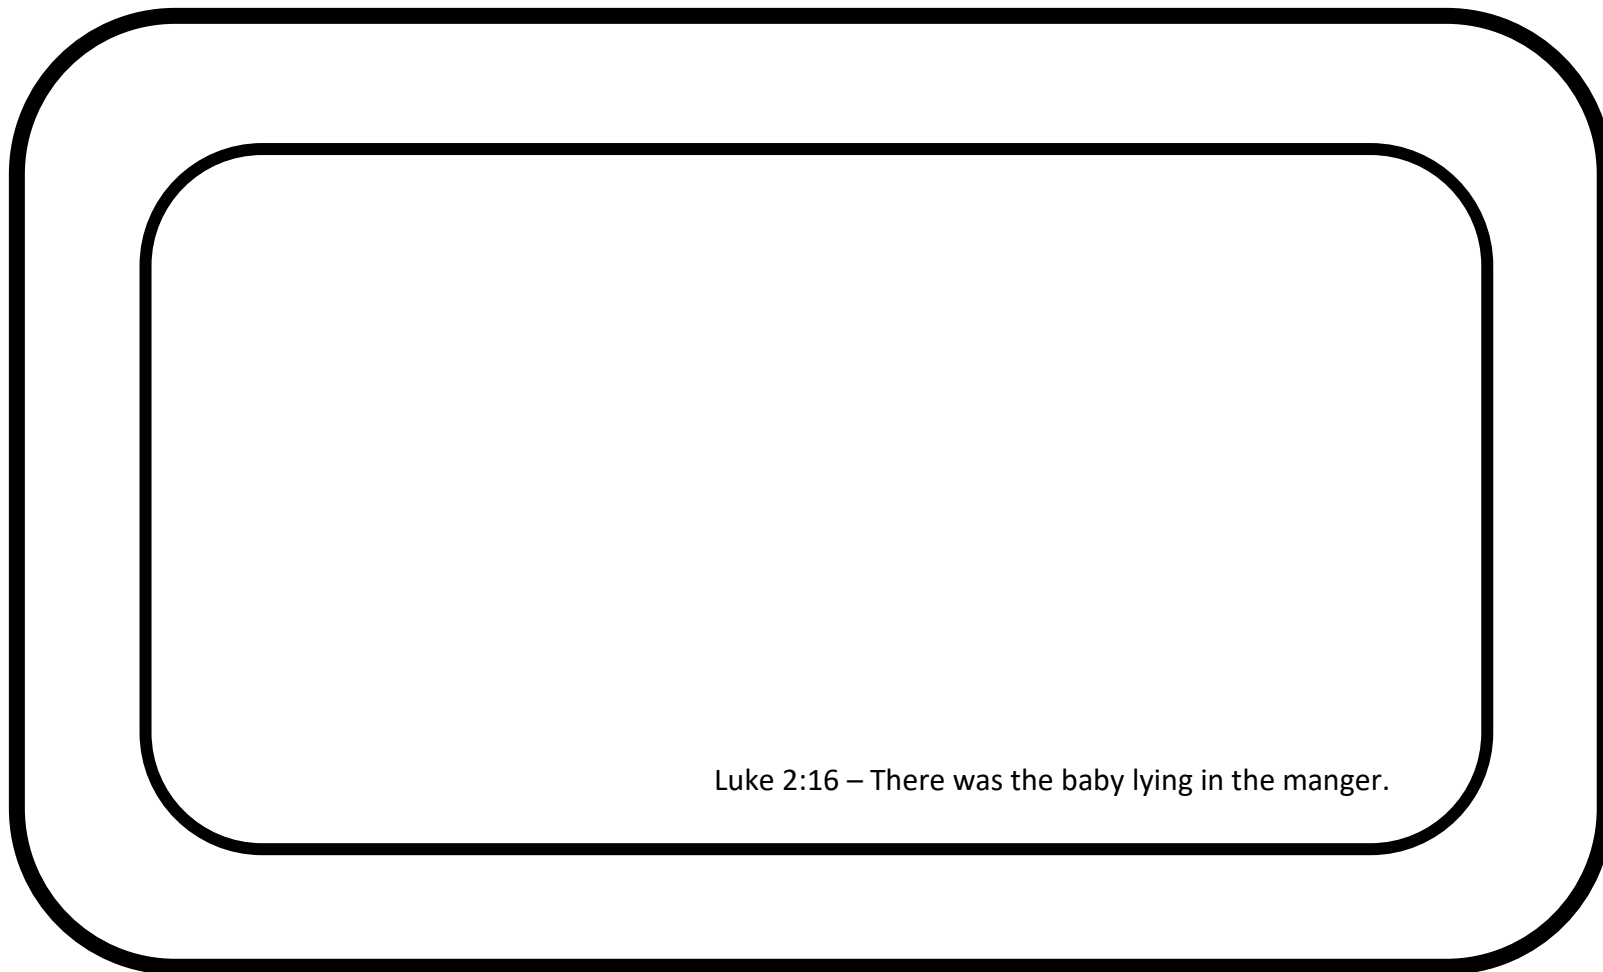 Luke 2:16 – There was the baby lying in the manger.